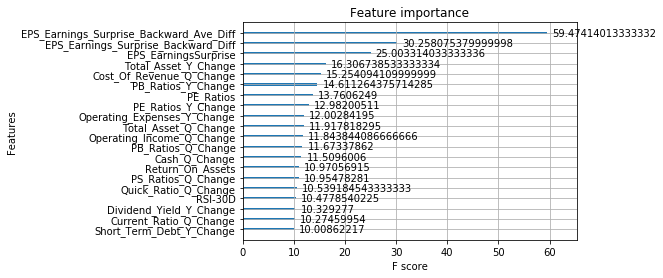 Feature importance
EPS_Earnings_Surprise_Backward_Ave_Diff 59.47414013333332
EPS_Earnings_Surprise_Backward_Diff 30.258075379999998
EPS_EarningsSurprise 25.003314033333336
Total_Asset_Y_Change 16.306738533333334
Cost_Of_Revenue_Q_Change 15.254094109999999
PB_Ratios_Y_Change 14.611264375714285
PE_Ratios 13.7606249
PE_Ratios_Y_Change 12.98200511
Operating_Expenses_Y_Change 12.00284195
Total_Asset_Q_Change 11.917818295
Operating_Income_Q_Change 11.843844086666666
PB_Ratios_Q_Change 11.67337862
Cash_Q_Change 11.5096006
Return_On_Assets 10.97056915
PS_Ratios_Q_Change 10.95478281
Quick_Ratio_Q_Change 10.539184543333333
RSI-30D 10.4778540225
Dividend_Yield_Y_Change 10.329277
Current_Ratio_Q_Change 10.27459954
Short_Term_Debt_Y_Change 10.00862217
Features
0 10 20 30 40 50 60
F score